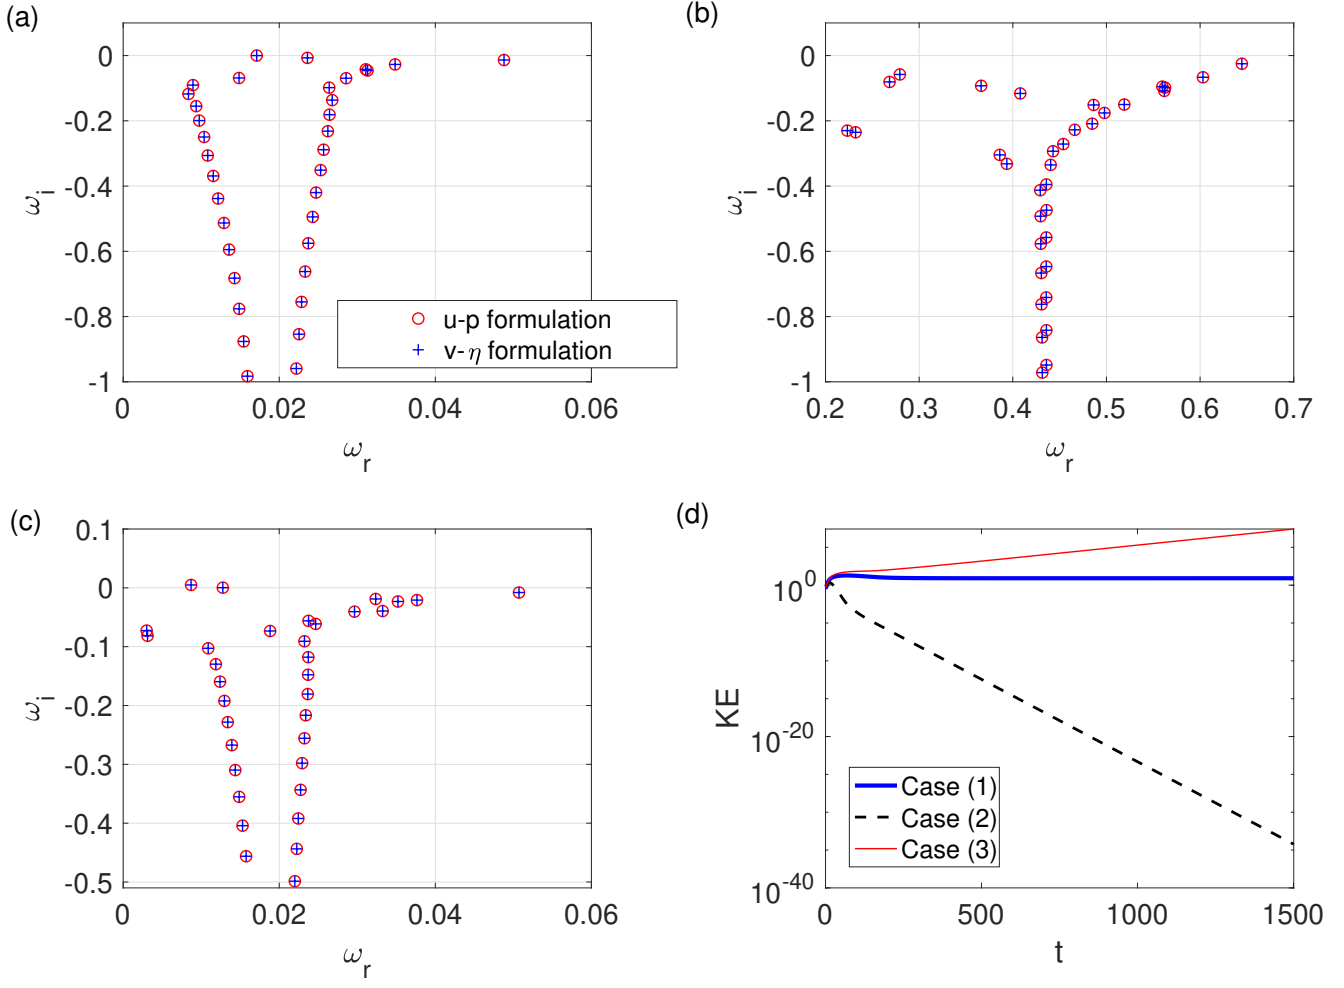 (a)
0
-0.2
-0.4
-0.6
-0.8
-1
ω_i
0 0.02 0.04 0.06
ω_r
u-p formulation
v-η formulation
(b)
0
-0.2
-0.4
-0.6
-0.8
-1
ω_i
0.2 0.3 0.4 0.5 0.6 0.7
ω_r
(c)
0.1
0
-0.1
-0.2
-0.3
-0.4
-0.5
ω_i
0 0.02 0.04 0.06
ω_r
(d)
10^0
10^-20
10^-40
KE
Case (1)
Case (2)
Case (3)
0 500 1000 1500
t